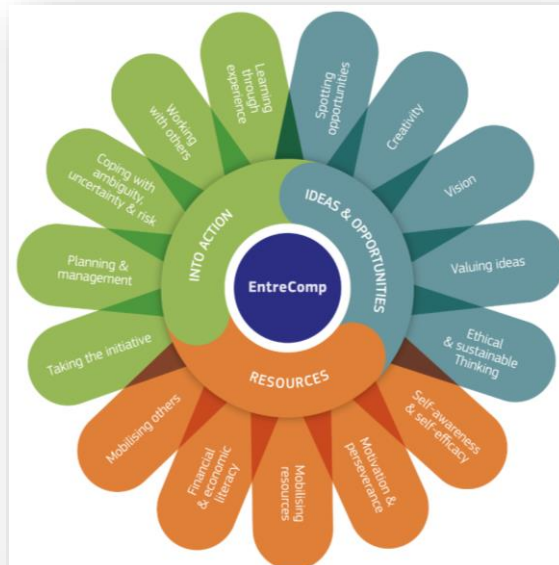 EntreComp
IDEAS & OPPORTUNITIES
Spotting
opportunities
Creativity
Vision
Valuing ideas
Ethical
& sustainable
Thinking
RESOURCES
Self-awareness
& self-efficacy
Motivation &
perseverance
Mobilising
resources
Financial
& economic
literacy
Mobilising others
INTO ACTION
Taking the initiative
Planning &
management
Coping with
ambiguity,
uncertainty & risk
Working
with others
Learning
through
experience